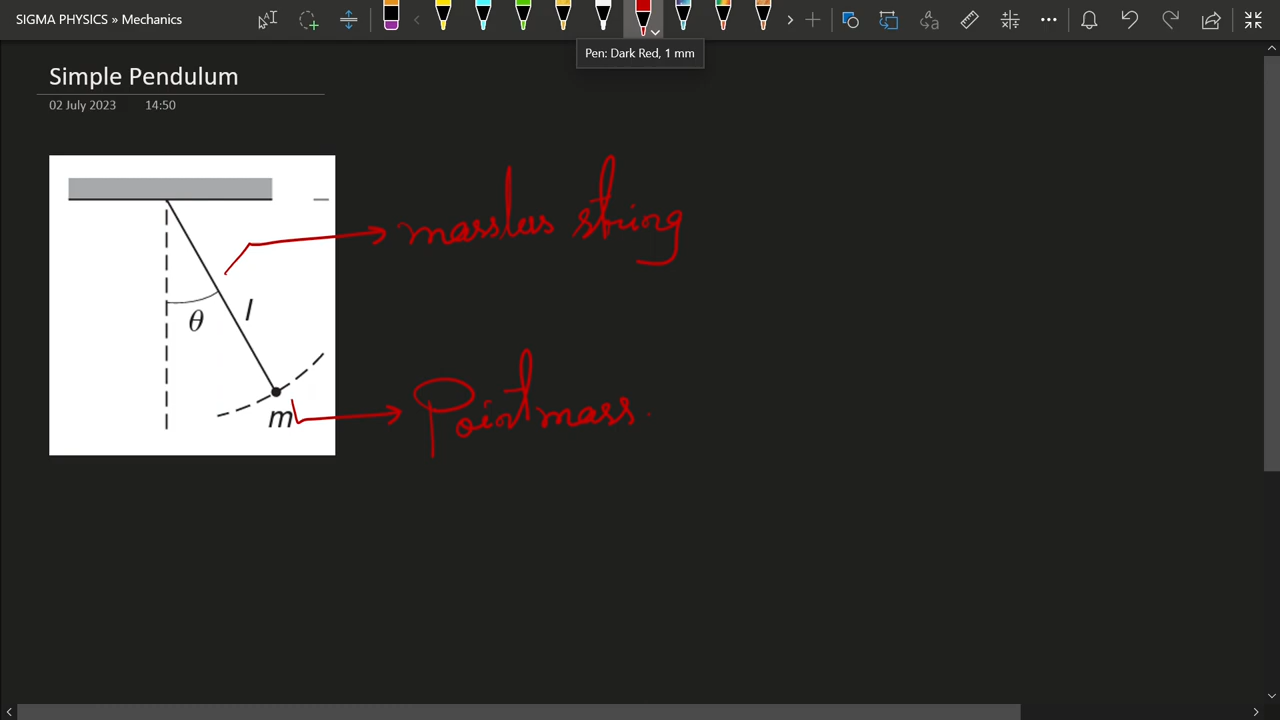 SIGMA PHYSICS » Mechanics
Pen: Dark Red, 1 mm
Simple Pendulum
02 July 2023 14:50
massless string
θ
l
m
Point mass.